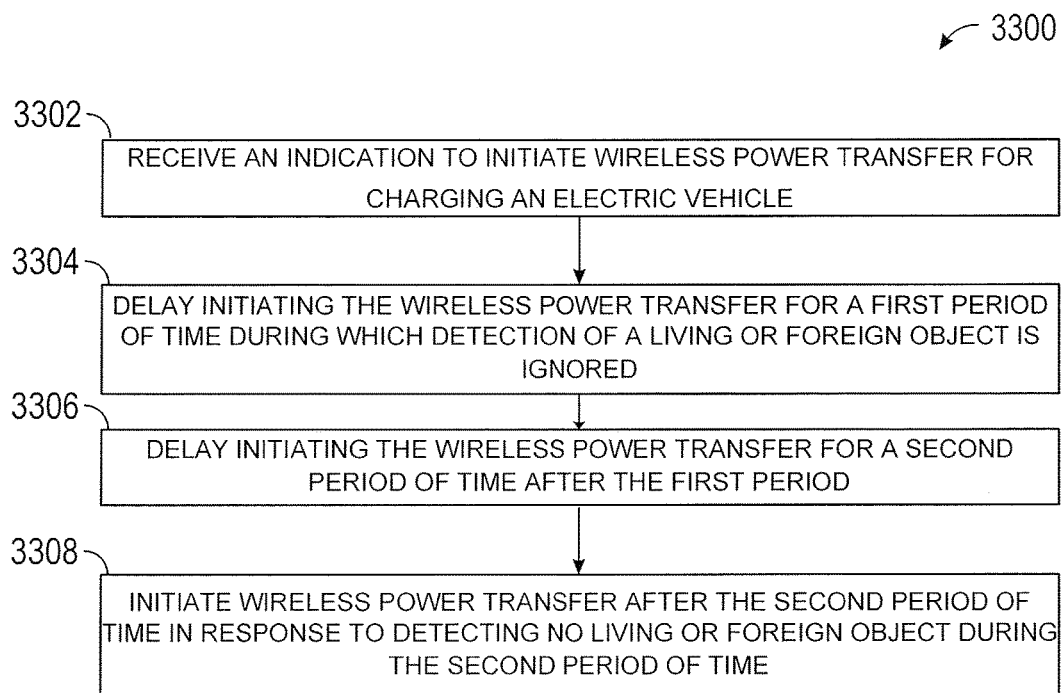 3300
3302
RECEIVE AN INDICATION TO INITIATE WIRELESS POWER TRANSFER FOR
CHARGING AN ELECTRIC VEHICLE
3304
DELAY INITIATING THE WIRELESS POWER TRANSFER FOR A FIRST PERIOD
OF TIME DURING WHICH DETECTION OF A LIVING OR FOREIGN OBJECT IS
IGNORED
3306
DELAY INITIATING THE WIRELESS POWER TRANSFER FOR A SECOND
PERIOD OF TIME AFTER THE FIRST PERIOD
3308
INITIATE WIRELESS POWER TRANSFER AFTER THE SECOND PERIOD OF
TIME IN RESPONSE TO DETECTING NO LIVING OR FOREIGN OBJECT DURING
THE SECOND PERIOD OF TIME